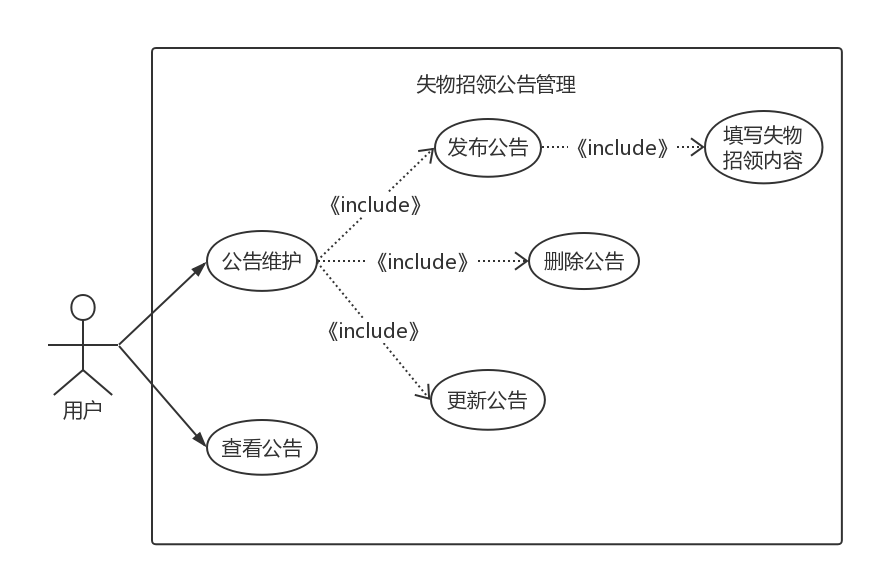 失物招领公告管理
发布公告
《include》
填写失物
招领内容
《include》
公告维护
《include》
删除公告
《include》
更新公告
用户
查看公告